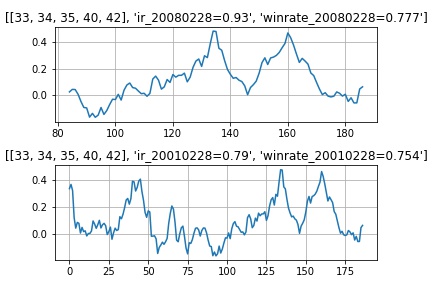 [[33, 34, 35, 40, 42], 'ir_20080228=0.93', 'winrate_20080228=0.777']
0.4
0.2
0.0
80 100 120 140 160 180
[[33, 34, 35, 40, 42], 'ir_20010228=0.79', 'winrate_20010228=0.754']
0.4
0.2
0.0
0 25 50 75 100 125 150 175